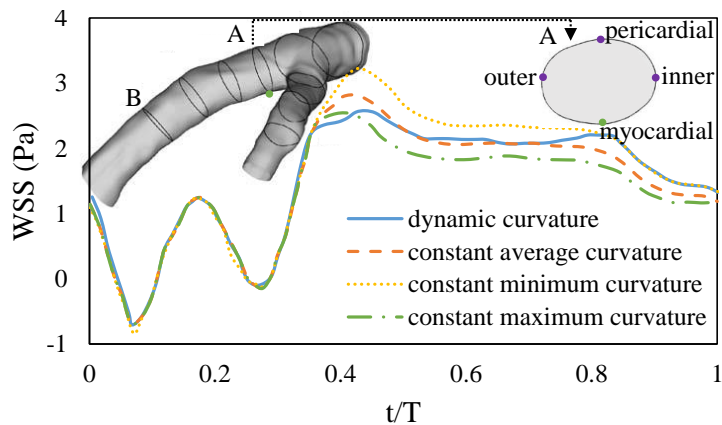 4
A
A
pericardial
3
outer
inner
B
myocardial
2
WSS (Pa)
1
dynamic curvature
constant average curvature
0
constant minimum curvature
constant maximum curvature
-1
0
0.2
0.4
0.6
0.8
1
t/T